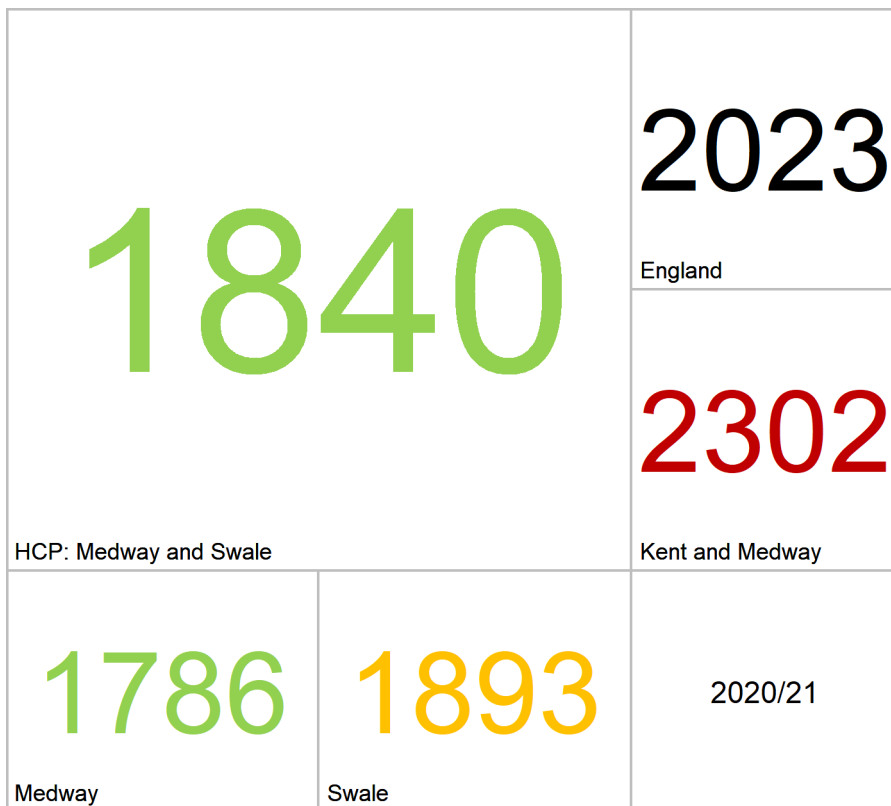 1840
HCP: Medway and Swale
2023
England
2302
Kent and Medway
1786
Medway
1893
Swale
2020/21